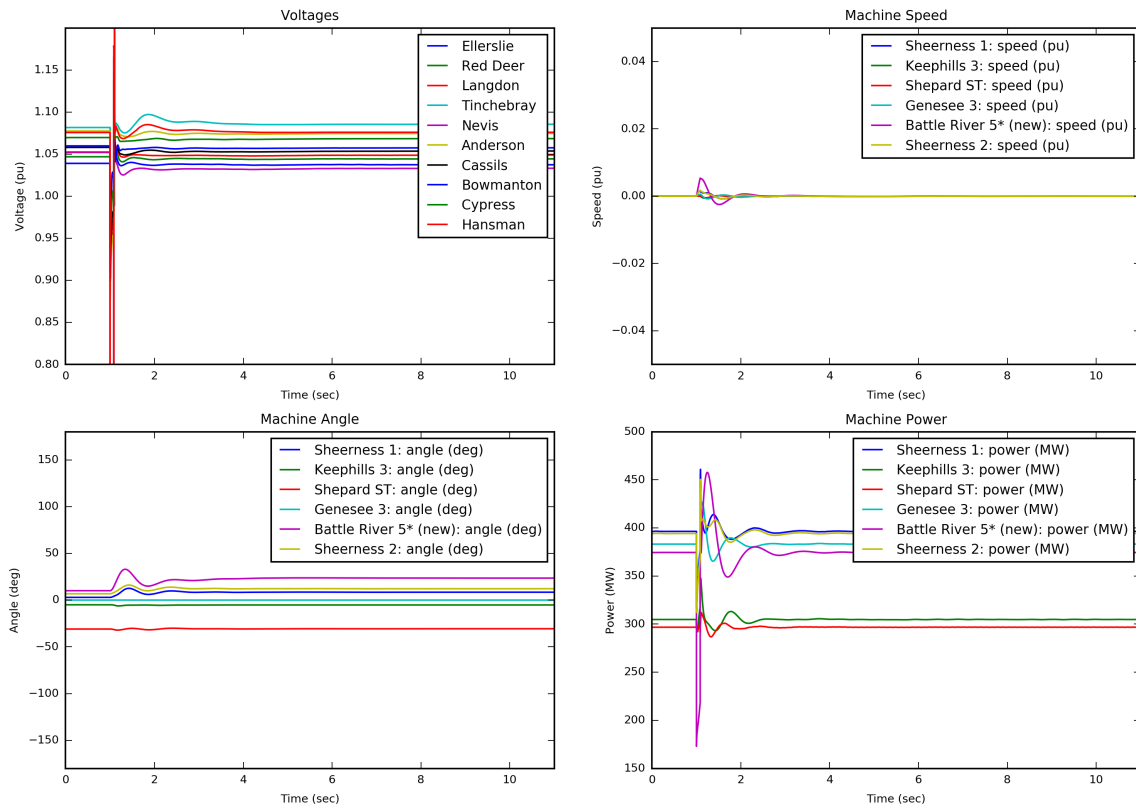 Voltages
1.15
1.10
1.05
1.00
0.95
0.90
0.85
0.80
Voltage (pu)
0
2
4
6
8
10
Time (sec)
Ellerslie
Red Deer
Langdon
Tinchebray
Nevis
Anderson
Cassils
Bowmanton
Cypress
Hansman
Machine Speed
0.04
0.02
0.00
−0.02
−0.04
Speed (pu)
0
2
4
6
8
10
Time (sec)
Sheerness 1: speed (pu)
Keephills 3: speed (pu)
Shepard ST: speed (pu)
Genesee 3: speed (pu)
Battle River 5* (new): speed (pu)
Sheerness 2: speed (pu)
Machine Angle
150
100
50
0
−50
−100
−150
Angle (deg)
0
2
4
6
8
10
Time (sec)
Sheerness 1: angle (deg)
Keephills 3: angle (deg)
Shepard ST: angle (deg)
Genesee 3: angle (deg)
Battle River 5* (new): angle (deg)
Sheerness 2: angle (deg)
Machine Power
500
450
400
350
300
250
200
150
Power (MW)
0
2
4
6
8
10
Time (sec)
Sheerness 1: power (MW)
Keephills 3: power (MW)
Shepard ST: power (MW)
Genesee 3: power (MW)
Battle River 5* (new): power (MW)
Sheerness 2: power (MW)